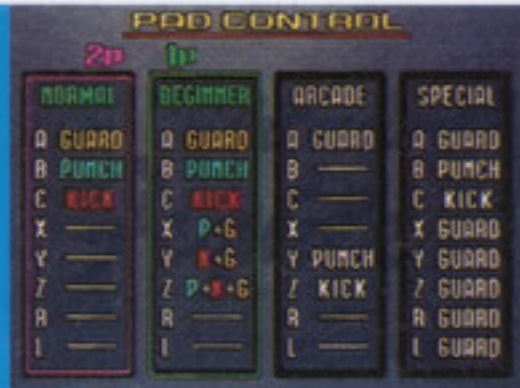 PAD CONTROL
2p 1p
NORMAL BEGINNER ARCADE SPECIAL
A GUARD A GUARD A GUARD A GUARD
B PUNCH B PUNCH B — B PUNCH
C KICK C KICK C — C KICK
X — X P+G X — X GUARD
Y — Y K+G Y PUNCH Y GUARD
Z — Z P+K+G Z KICK Z GUARD
R — R — R — R GUARD
L — L — L — L GUARD